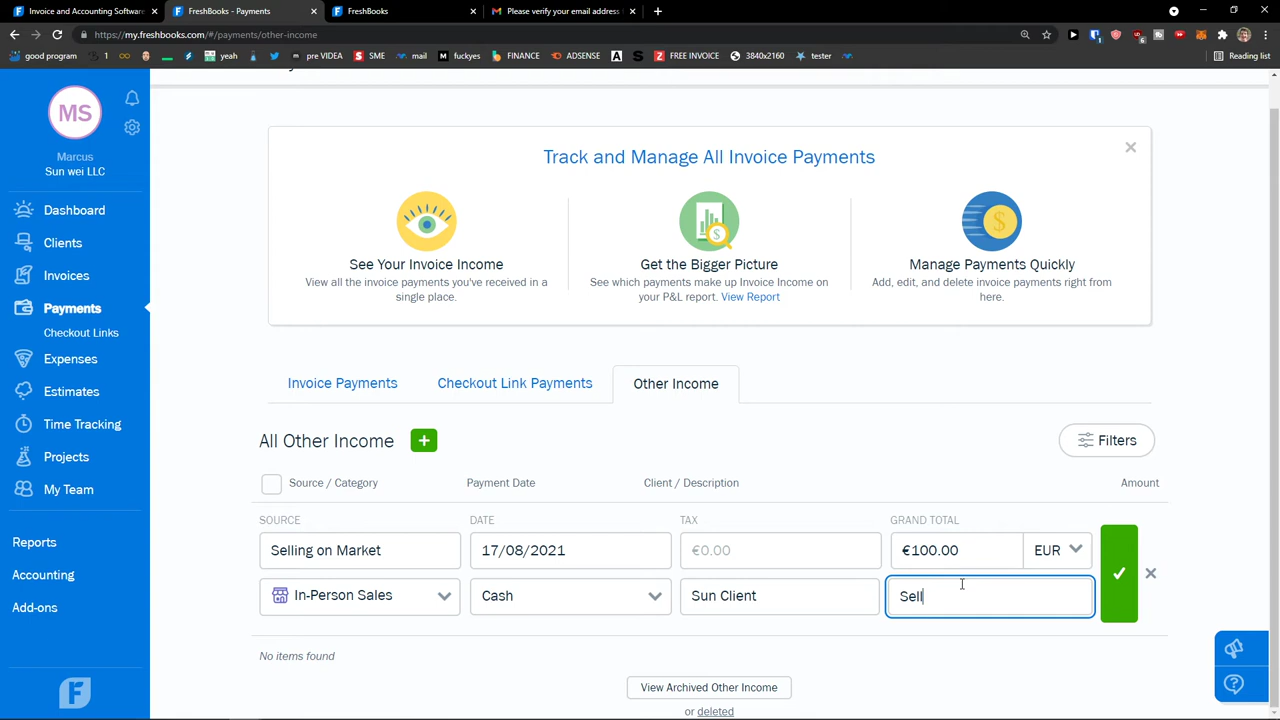 Invoice and Accounting Software
FreshBooks - Payments
FreshBooks
Please verify your email address
https://my.freshbooks.com/#/payments/other-income
good program
1
yeah
pre VIDEA
SME
mail
fuckyes
FINANCE
ADSENSE
FREE INVOICE
3840x2160
tester
Reading list
MS
Marcus
Sun wei LLC
Dashboard
Clients
Invoices
Payments
Checkout Links
Expenses
Estimates
Time Tracking
Projects
My Team
Reports
Accounting
Add-ons
Track and Manage All Invoice Payments
See Your Invoice Income
View all the invoice payments you've received in a
single place.
Get the Bigger Picture
See which payments make up Invoice Income on
your P&L report. View Report
Manage Payments Quickly
Add, edit, and delete invoice payments right from
here.
Invoice Payments
Checkout Link Payments
Other Income
All Other Income
Filters
Source / Category
Payment Date
Client / Description
Amount
SOURCE
DATE
TAX
GRAND TOTAL
Selling on Market
17/08/2021
€0.00
€100.00
EUR
In-Person Sales
Cash
Sun Client
Sell
No items found
View Archived Other Income
or deleted